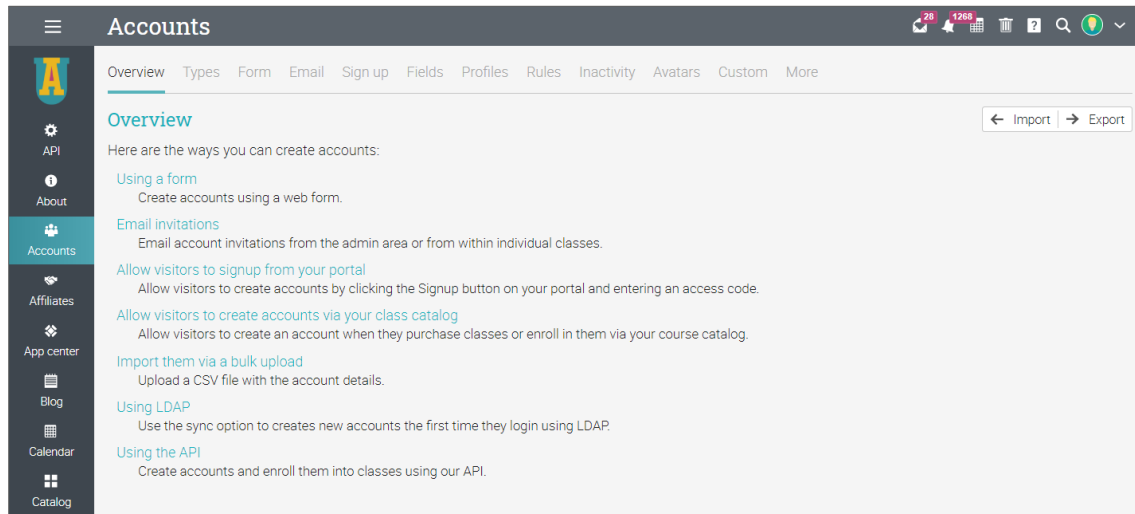 Accounts
28
1268
Overview Types Form Email Sign up Fields Profiles Rules Inactivity Avatars Custom More
Overview
Import Export
Here are the ways you can create accounts:
Using a form
Create accounts using a web form.
Email invitations
Email account invitations from the admin area or from within individual classes.
Allow visitors to signup from your portal
Allow visitors to create accounts by clicking the Signup button on your portal and entering an access code.
Allow visitors to create accounts via your class catalog
Allow visitors to create an account when they purchase classes or enroll in them via your course catalog.
Import them via a bulk upload
Upload a CSV file with the account details.
Using LDAP
Use the sync option to creates new accounts the first time they login using LDAP.
Using the API
Create accounts and enroll them into classes using our API.
API
About
Accounts
Affiliates
App center
Blog
Calendar
Catalog